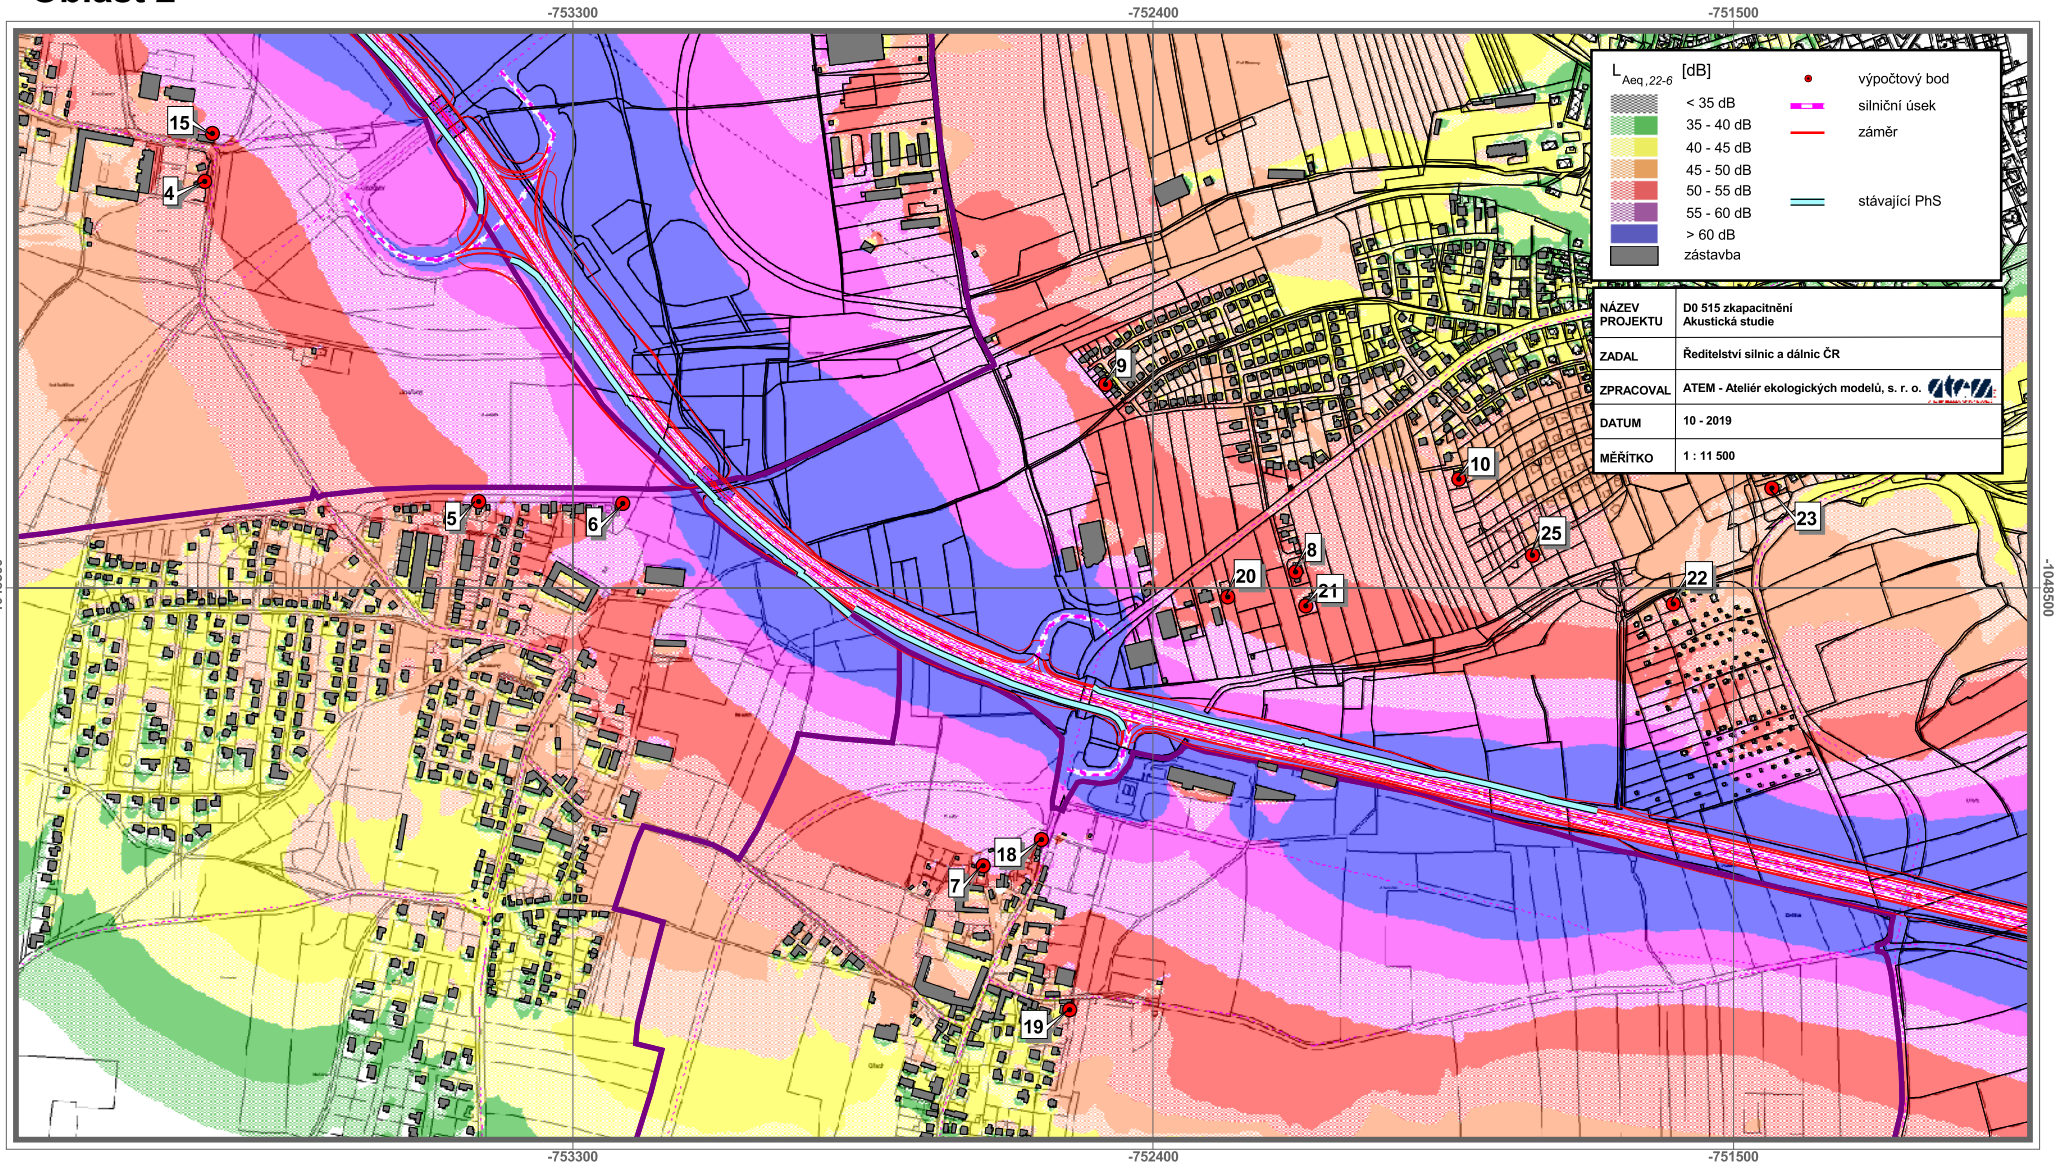 -753300
-752400
-751500
L Aeq,22-6 [dB]
< 35 dB
35 - 40 dB
40 - 45 dB
45 - 50 dB
50 - 55 dB
55 - 60 dB
> 60 dB
zástavba
výpočtový bod
silniční úsek
záměr
stávající PhS
NÁZEV PROJEKTU
D0 515 zkapacitnění
Akustická studie
ZADAL
Ředitelství silnic a dálnic ČR
ZPRACOVAL
ATEM - Ateliér ekologických modelů, s. r. o.
atem
DATUM
10 - 2019
MĚŘÍTKO
1 : 11 500
15
4
9
10
5
6
23
25
8
20
21
22
18
7
19
-1048500
-753300
-752400
-751500